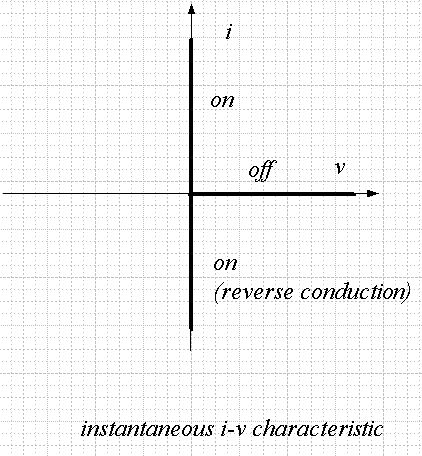 i
on
off
v
on
(reverse conduction)
instantaneous i-v characteristic